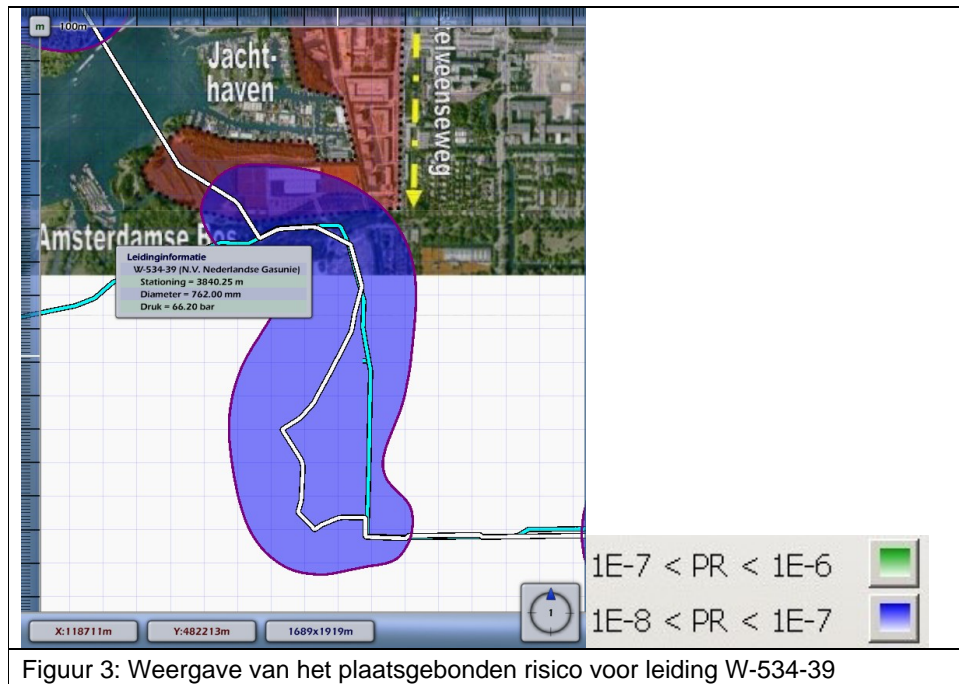 m
100m
Jacht-
haven
elveenseweg
Amsterdamse Bos
Leidinginformatie
W-534-39 (N.V. Nederlandse Gasunie)
Stationing = 3840.25 m
Diameter = 762.00 mm
Druk = 66.20 bar
1
X:118711m
Y:482213m
1689x1919m
1E-7 < PR < 1E-6
1E-8 < PR < 1E-7
Figuur 3: Weergave van het plaatsgebonden risico voor leiding W-534-39